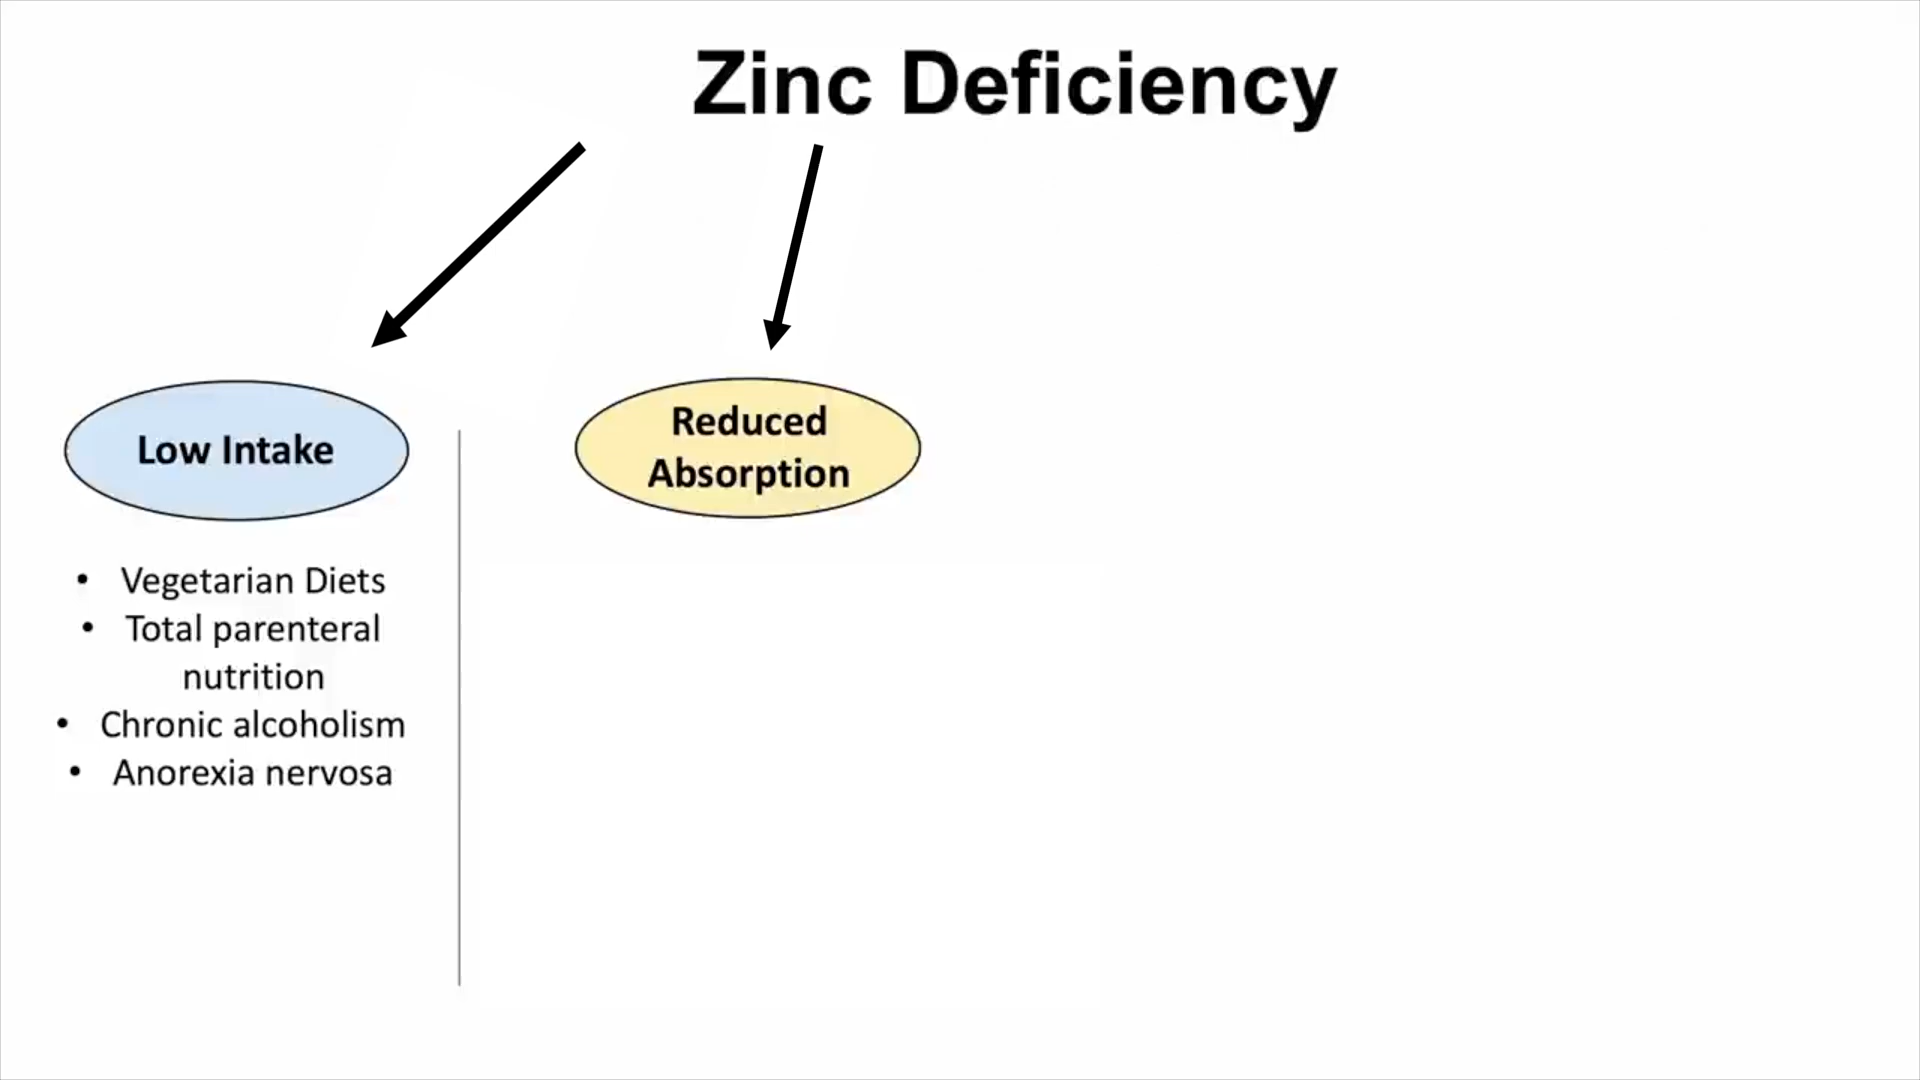 Zinc Deficiency
Low Intake
• Vegetarian Diets
• Total parenteral
nutrition
• Chronic alcoholism
• Anorexia nervosa
Reduced
Absorption